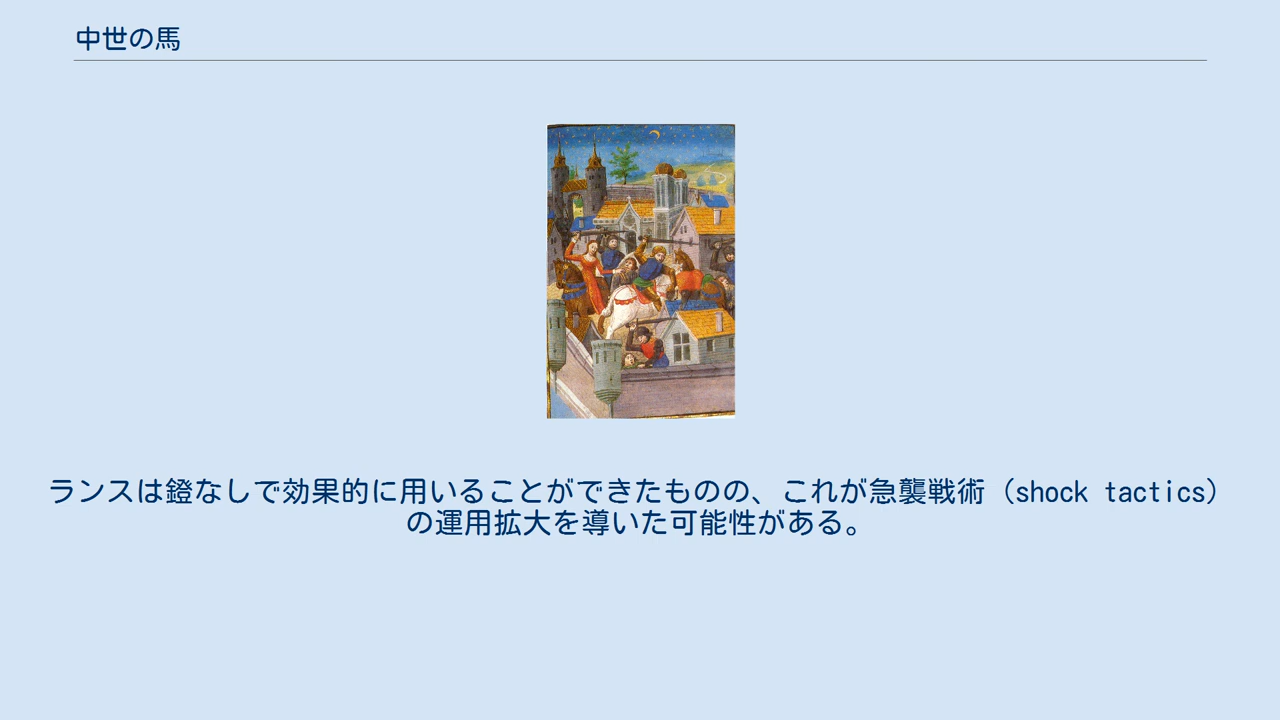 中世の馬
ランスは鐙なしで効果的に用いることができたものの、これが急襲戦術（shock tactics）
の運用拡大を導いた可能性がある。